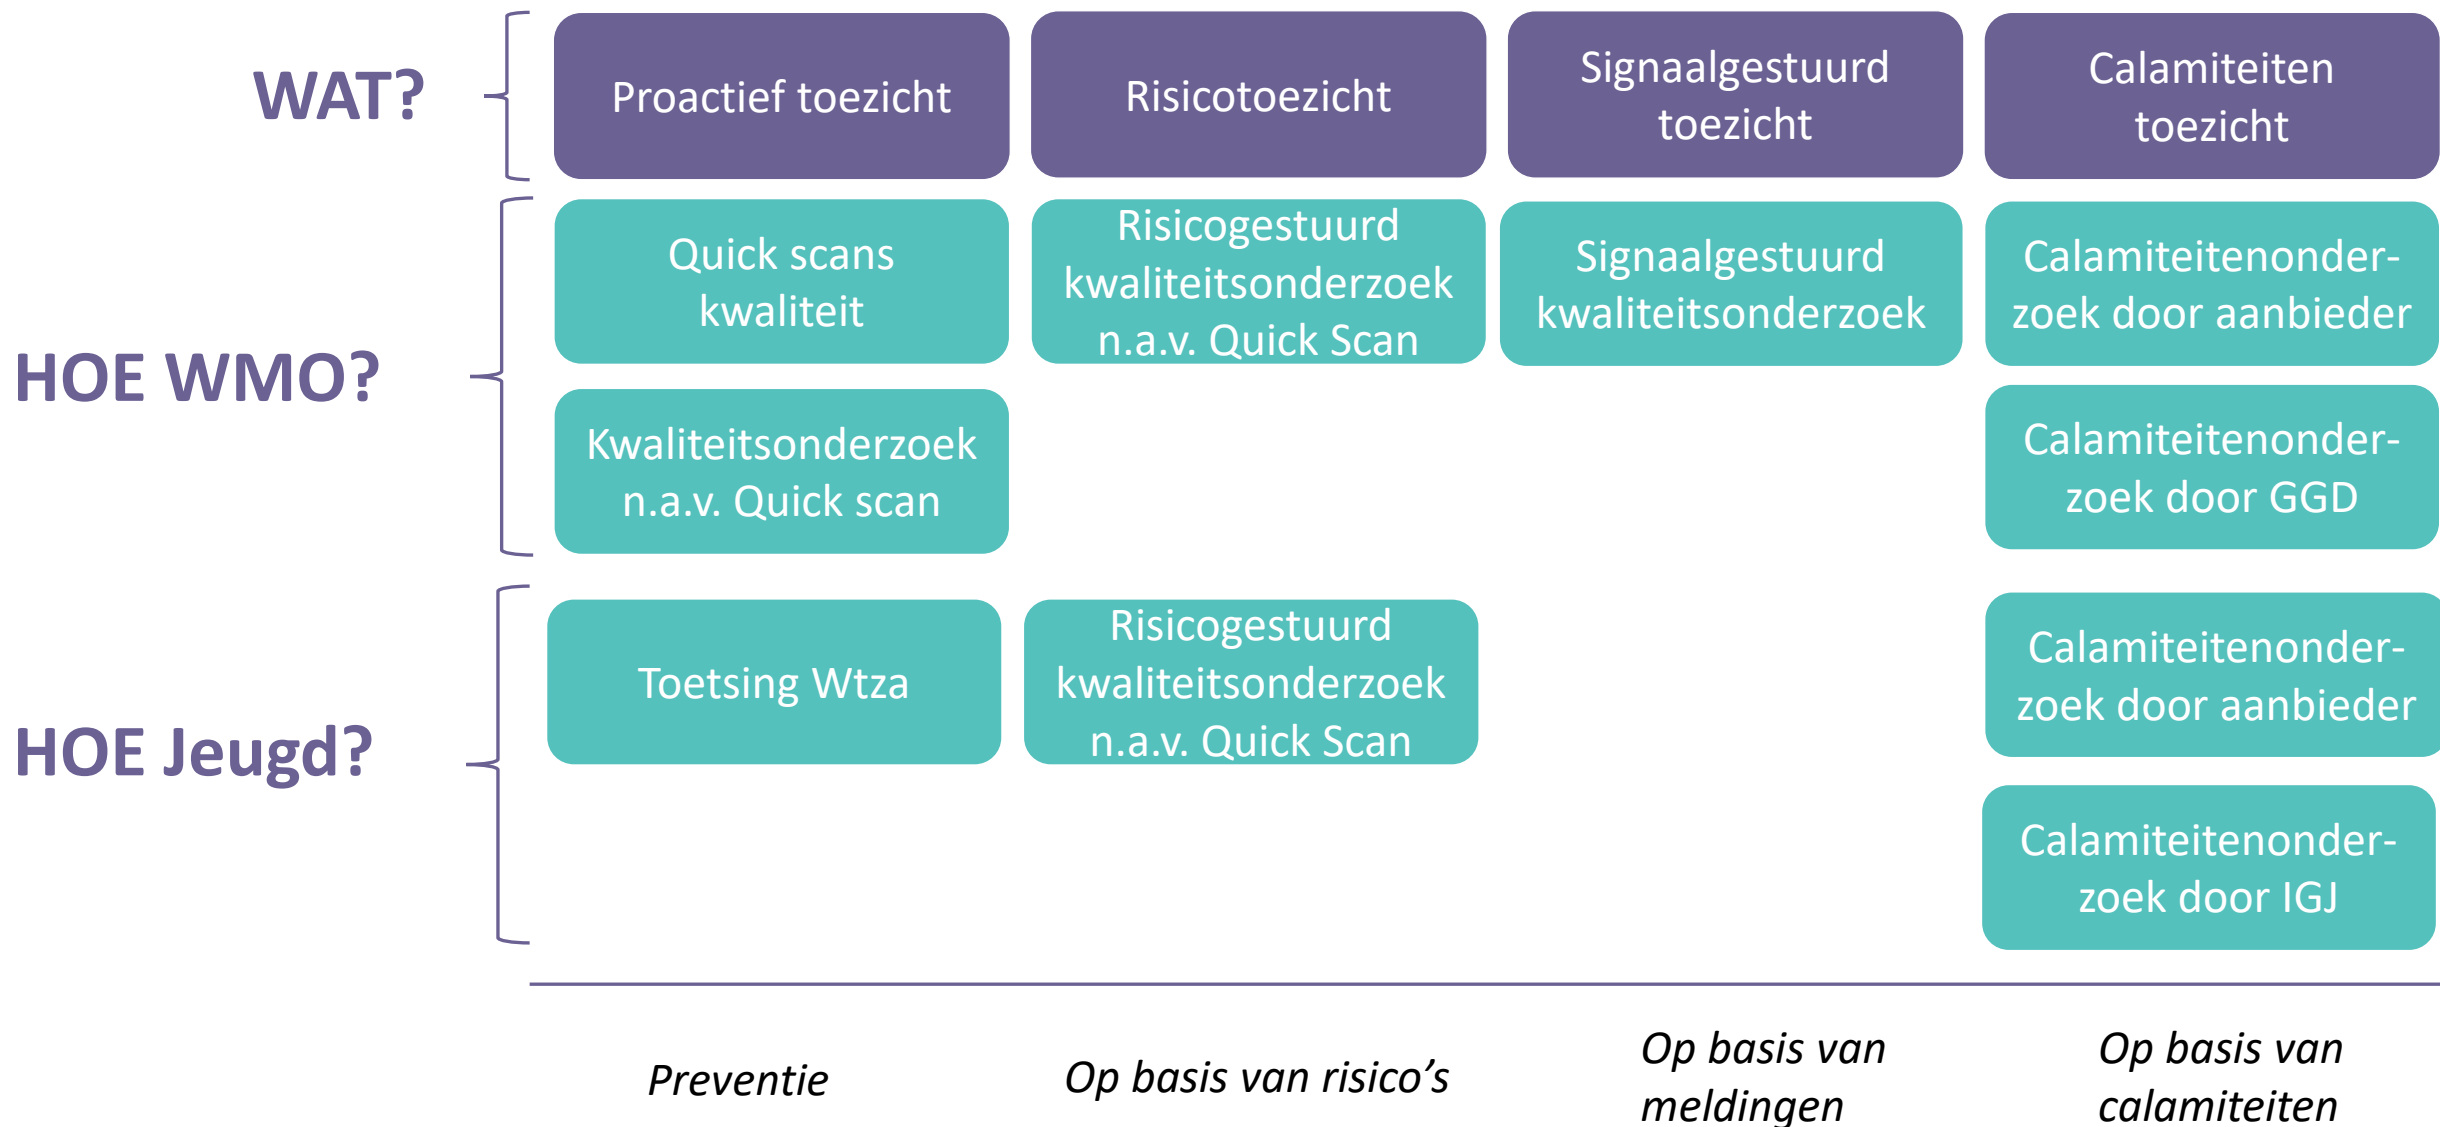 WAT?
Proactief toezicht
Risicotoezicht
Signaalgestuurd
toezicht
Calamiteiten
toezicht
HOE WMO?
Quick scans
kwaliteit
Risicogestuurd
kwaliteitsonderzoek
n.a.v. Quick Scan
Signaalgestuurd
kwaliteitsonderzoek
Calamiteitenonder-
zoek door aanbieder
Kwaliteitsonderzoek
n.a.v. Quick scan
Calamiteitenonder-
zoek door GGD
HOE Jeugd?
Toetsing Wtza
Risicogestuurd
kwaliteitsonderzoek
n.a.v. Quick Scan
Calamiteitenonder-
zoek door aanbieder
Calamiteitenonder-
zoek door IGJ
Preventie
Op basis van risico’s
Op basis van
meldingen
Op basis van
calamiteiten